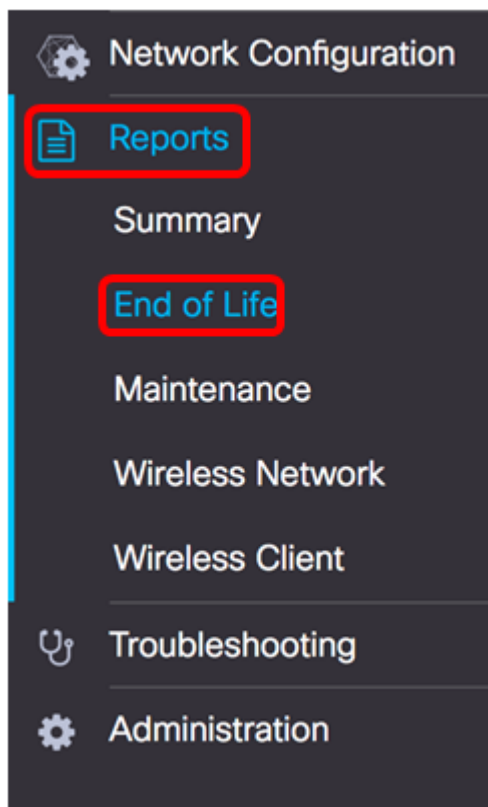 Network Configuration
Reports
Summary
End of Life
Maintenance
Wireless Network
Wireless Client
Troubleshooting
Administration